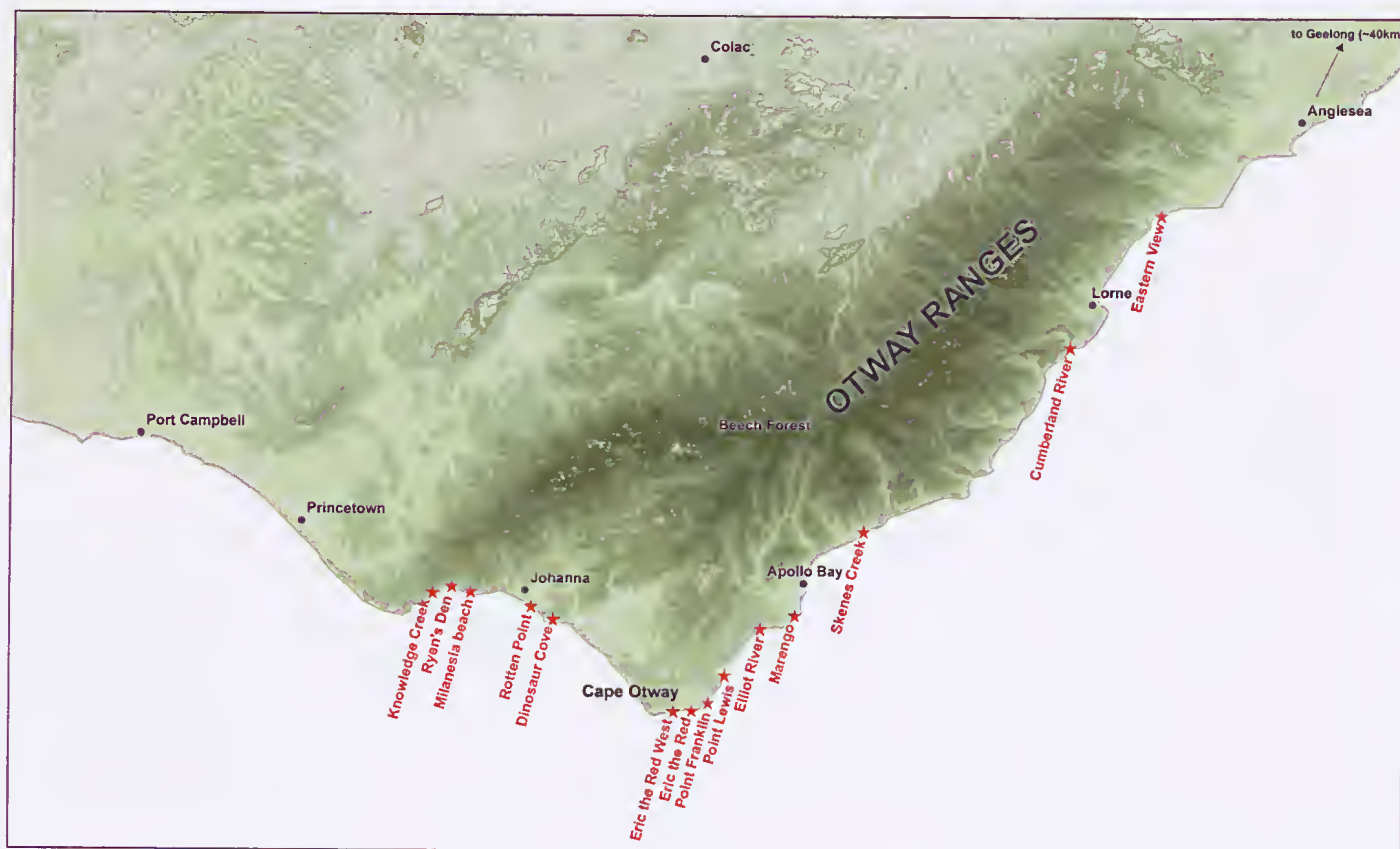 Colac
to Geelong (~40km
Anglesea
Eastern View
OTWAY RANGES
Lorne
Cumberland River
Port Campbell
Beech Forest
Princetown
Skenes Creek
Apollo Bay
Johanna
Knowledge Creek
Ryan's Den
Milanesia beach
Rotten Point
Dinosaur Cove
Cape Otway
Eric the Red West
Eric the Red
Point Franklin
Point Lewis
Elliot River
Marengo